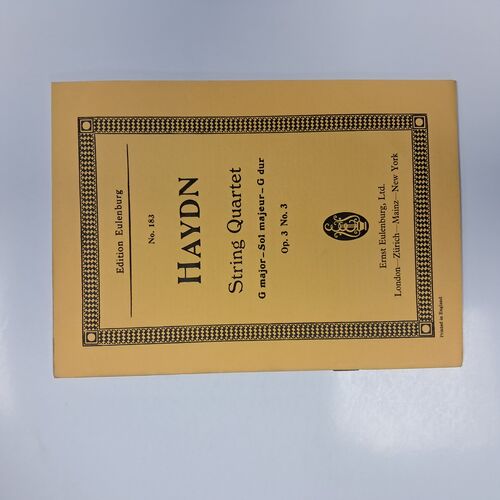 Edition Eulenburg
No. 183
HAYDN
String Quartet
G major–Sol majeur–G dur
Op. 3 No. 3
Ernst Eulenburg, Ltd.
London—Zürich—Mainz—New York
Printed in England